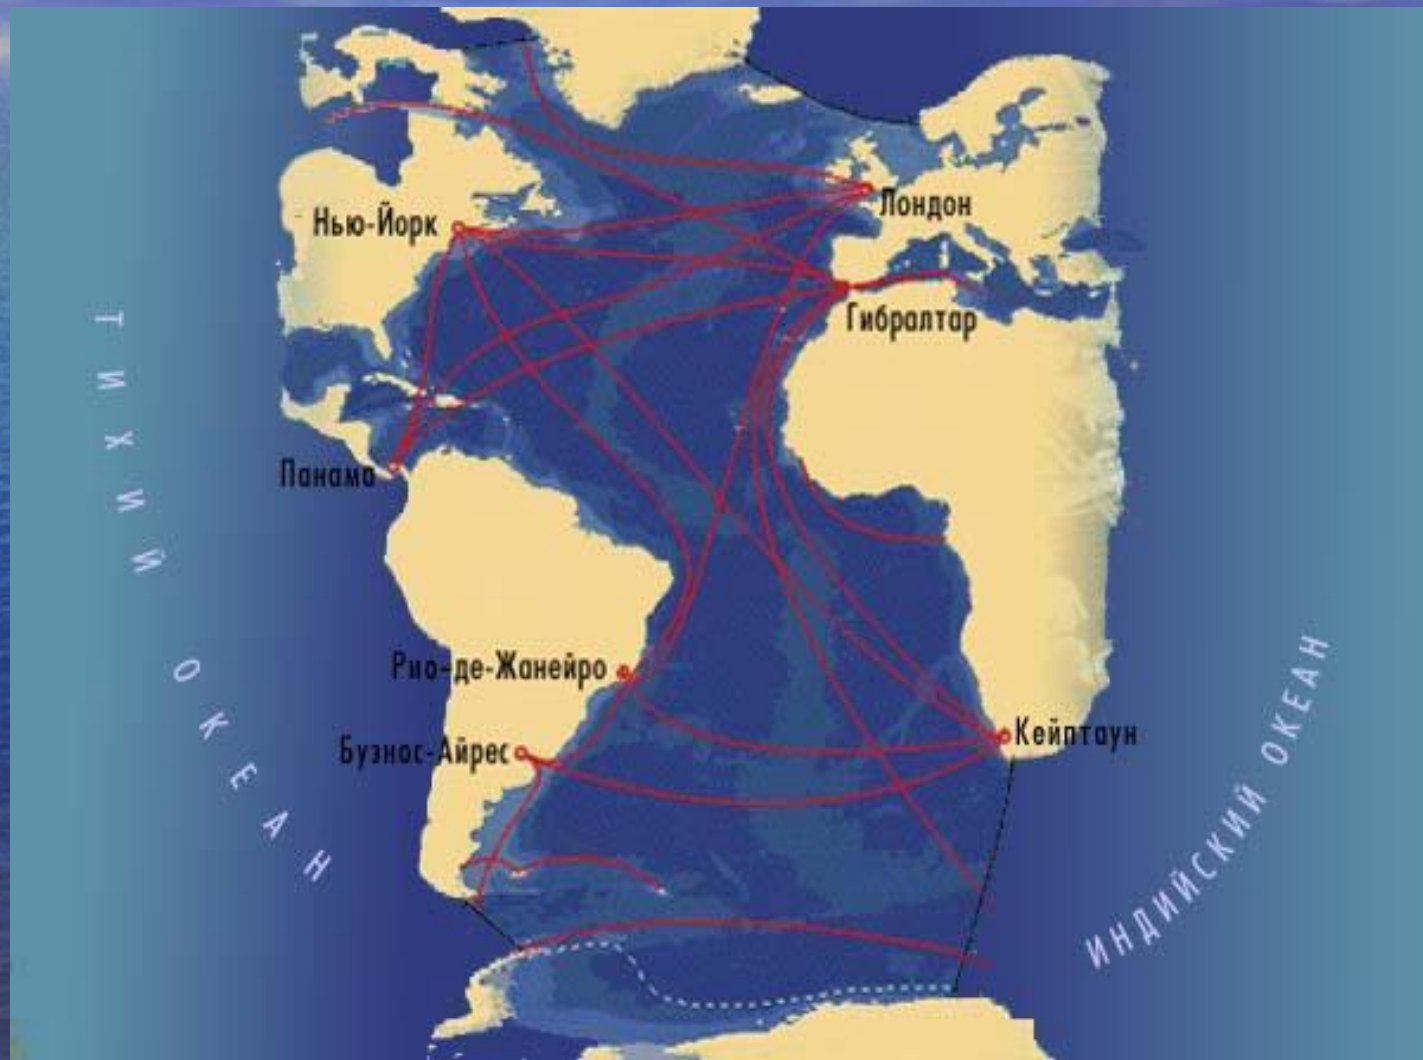 Лондон
Нью-Йорк
Гибралтар
ТИХИЙ ОКЕАН
Панама
Рио-де-Жанейро
Кейптаун
Буэнос-Айрес
ИНДИЙСКИЙ ОКЕАН